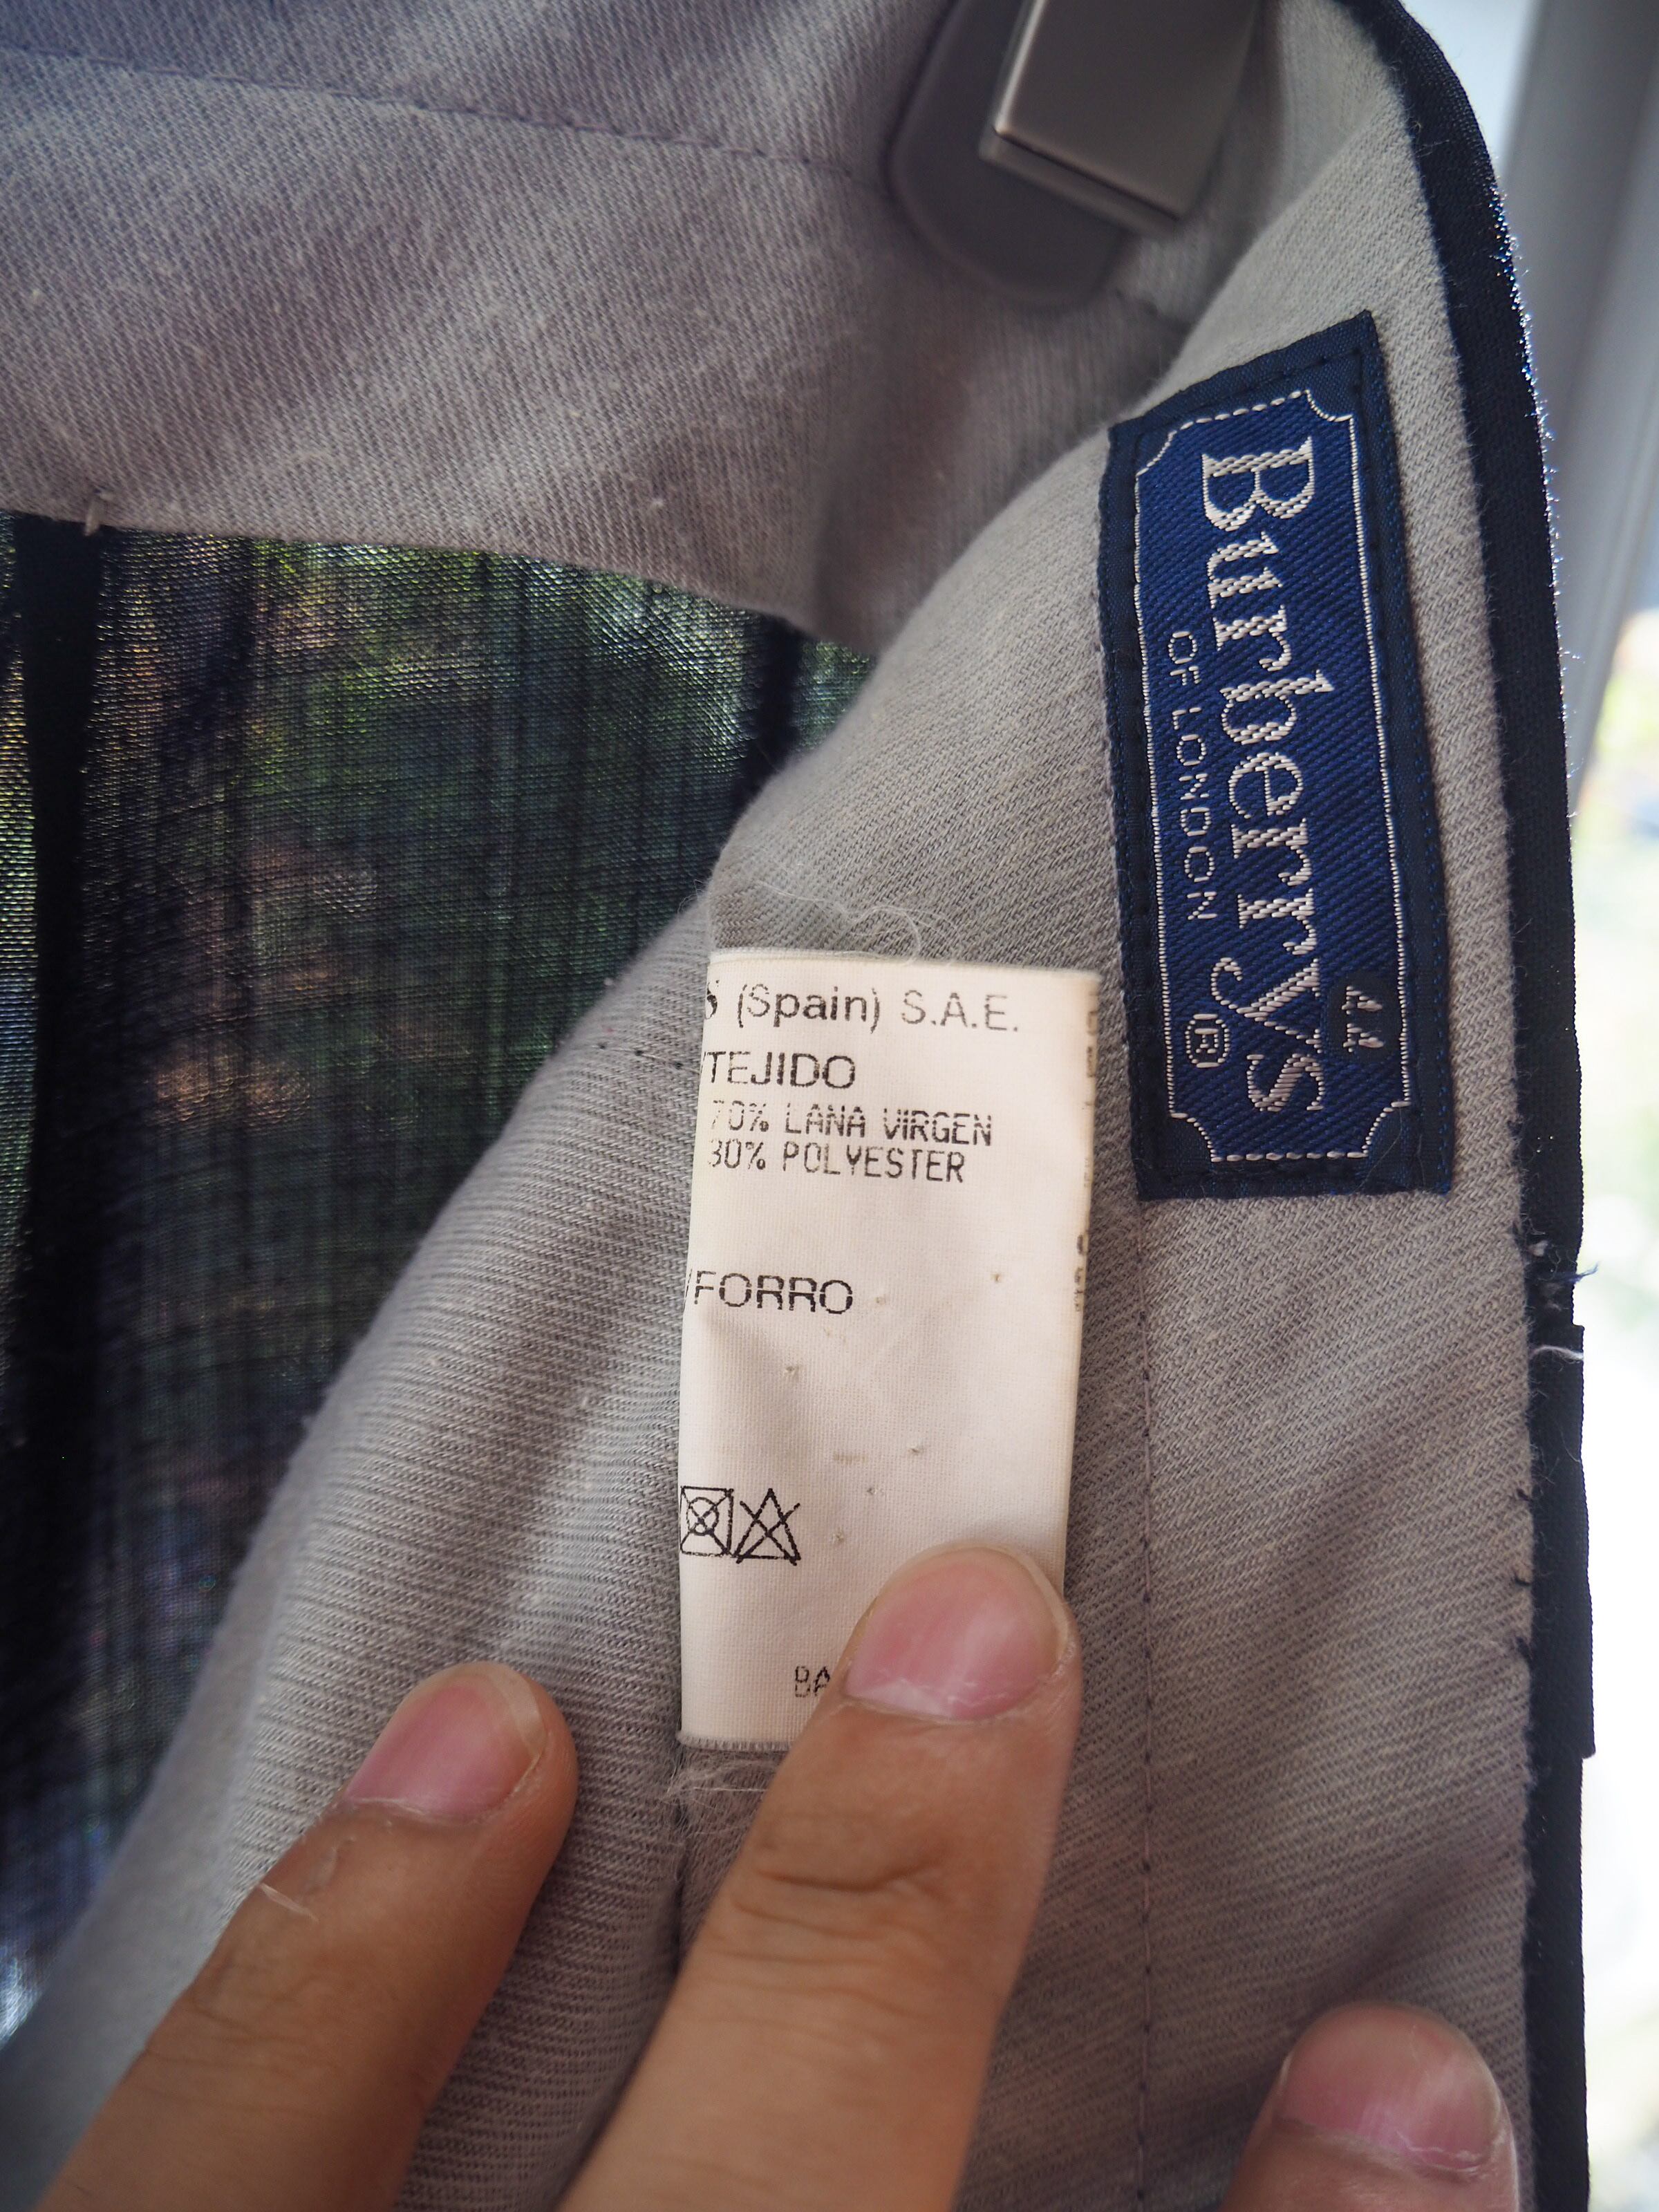 Burberrys®
OF LONDON
44
(Spain) S.A.E.
/TEJIDO
70% LANA VIRGEN
30% POLYESTER
/FORRO